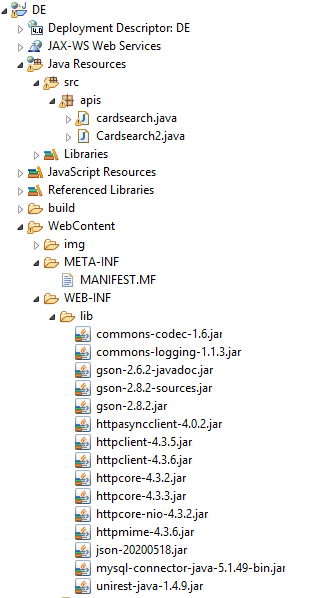 DE
Deployment Descriptor: DE
JAX-WS Web Services
Java Resources
src
apis
cardsearch.java
Cardsearch2.java
Libraries
JavaScript Resources
Referenced Libraries
build
WebContent
img
META-INF
MANIFEST.MF
WEB-INF
lib
commons-codec-1.6.jar
commons-logging-1.1.3.jar
gson-2.6.2-javadoc.jar
gson-2.8.2-sources.jar
gson-2.8.2.jar
httpasyncclient-4.0.2.jar
httpclient-4.3.5.jar
httpclient-4.3.6.jar
httpcore-4.3.2.jar
httpcore-4.3.3.jar
httpcore-nio-4.3.2.jar
httpmime-4.3.6.jar
json-20200518.jar
mysql-connector-java-5.1.49-bin.jar
unirest-java-1.4.9.jar